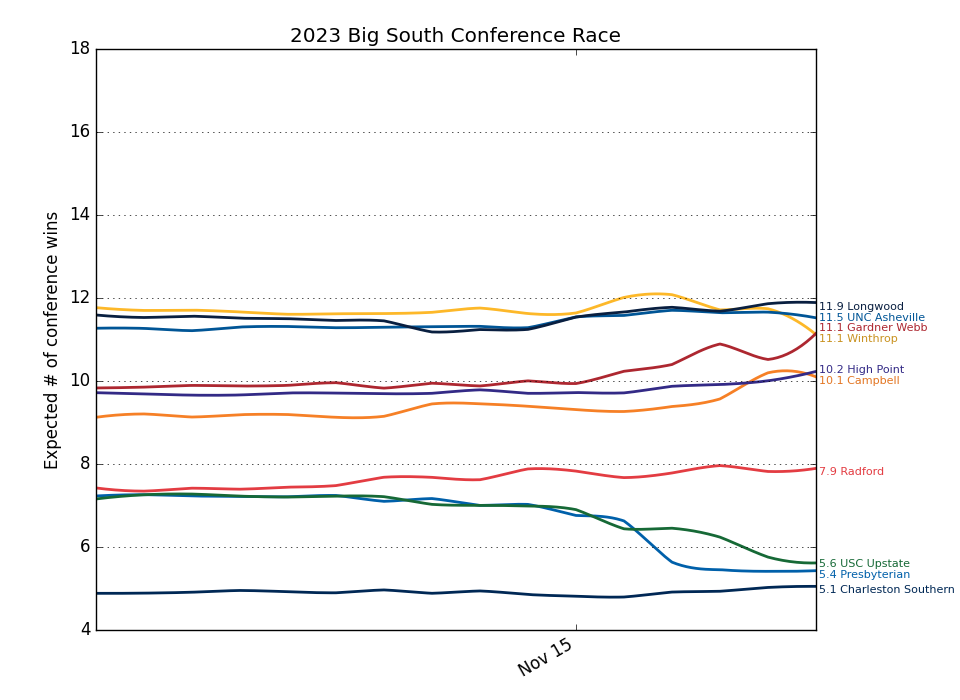 2023 Big South Conference Race
Expected # of conference wins
18
16
14
12
10
8
6
4
Nov 15
11.9 Longwood
11.5 UNC Asheville
11.1 Gardner Webb
11.1 Winthrop
10.2 High Point
10.1 Campbell
7.9 Radford
5.6 USC Upstate
5.4 Presbyterian
5.1 Charleston Southern